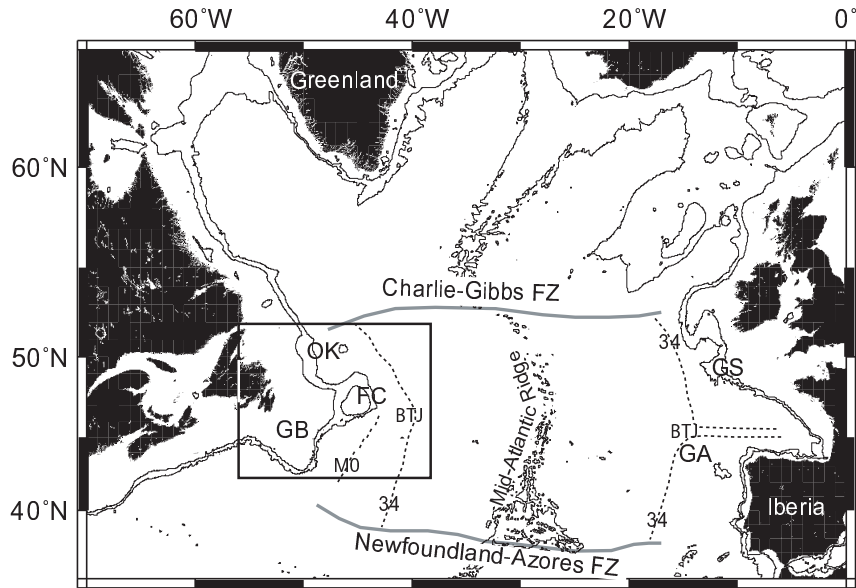 60°W 40°W 20°W 0°
Greenland
60°N
Charlie-Gibbs FZ
50°N
OK
34
GS
FC
BTJ
Mid-Atlantic Ridge
GB
BTJ
GA
M0
40°N
34
34
Iberia
Newfoundland-Azores FZ